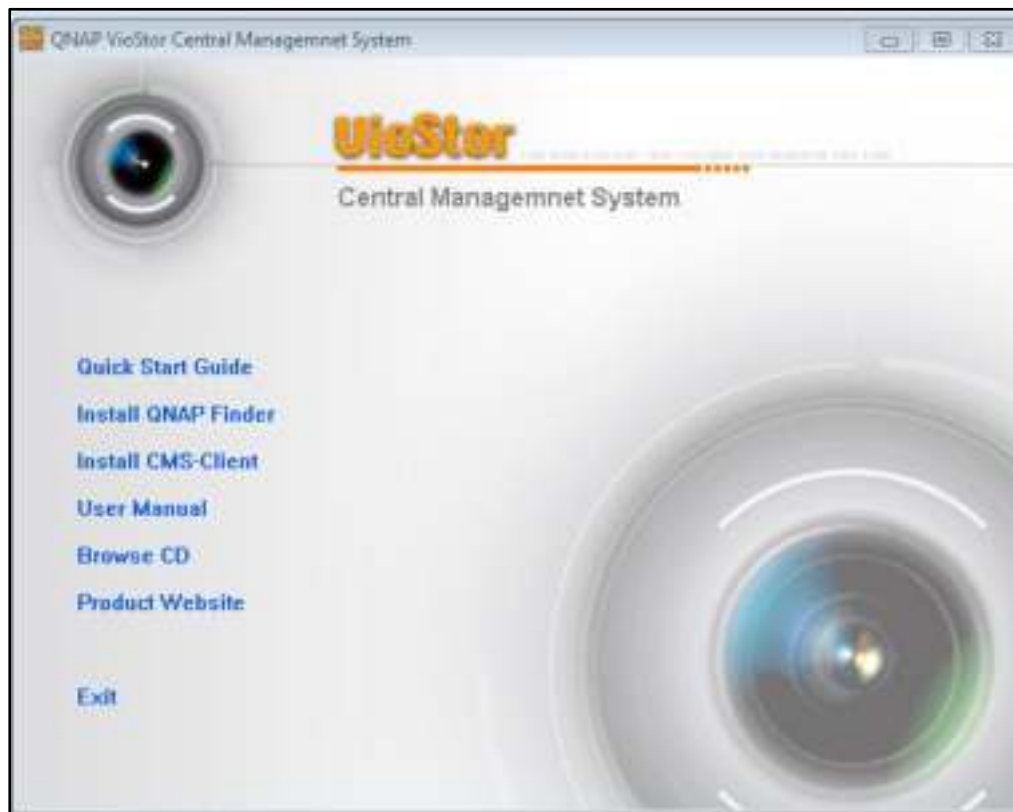 QNAP VioStor Central Managemnet System
VioStor
Central Managemnet System
Quick Start Guide
Install QNAP Finder
Install CMS-Client
User Manual
Browse CD
Product Website
Exit